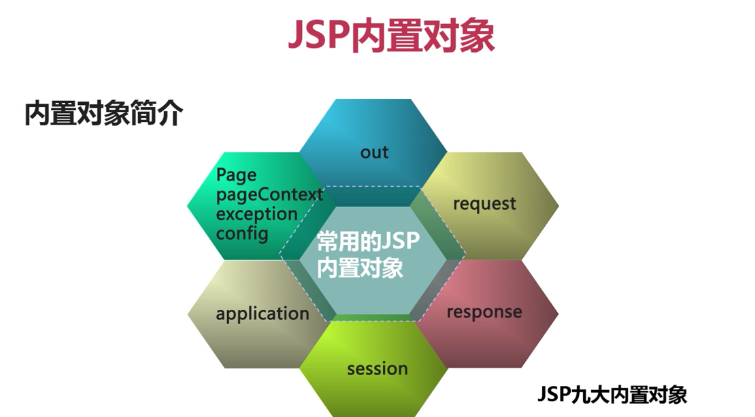 JSP内置对象
内置对象简介
out
Page
pageContext
exception
config
request
常用的JSP
内置对象
application
response
session
JSP九大内置对象